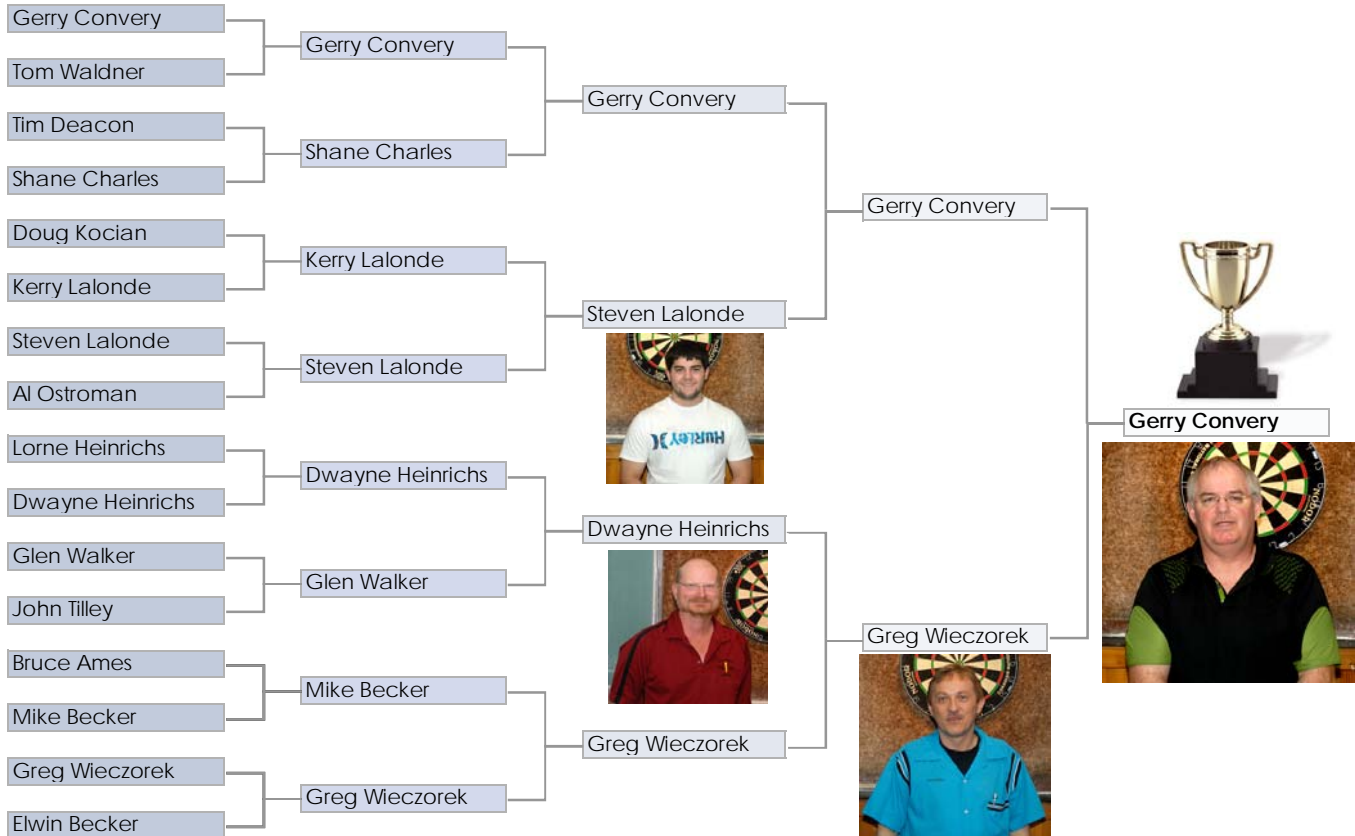 Gerry Convery
Tom Waldner
Tim Deacon
Shane Charles
Doug Kocian
Kerry Lalonde
Steven Lalonde
Al Ostroman
Lorne Heinrichs
Dwayne Heinrichs
Glen Walker
John Tilley
Bruce Ames
Mike Becker
Greg Wieczorek
Elwin Becker
Gerry Convery
Shane Charles
Kerry Lalonde
Steven Lalonde
Dwayne Heinrichs
Glen Walker
Mike Becker
Greg Wieczorek
Gerry Convery
Steven Lalonde
Hurley
Dwayne Heinrichs
Greg Wieczorek
Gerry Convery
Greg Wieczorek
Gerry Convery